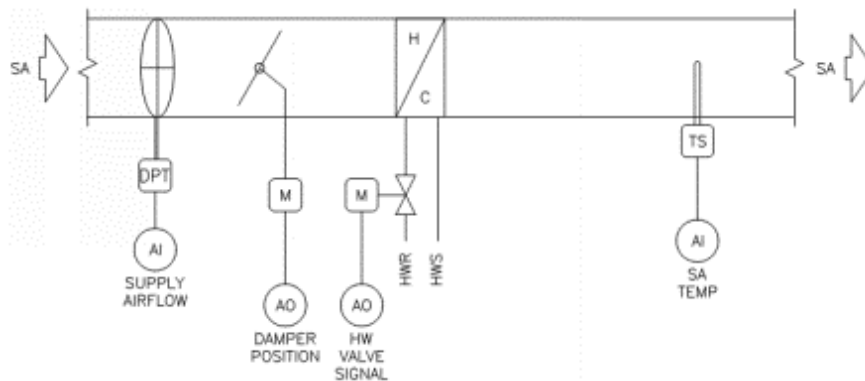 SA
H
C
SA
DPT
M
M
TS
AI
SUPPLY
AIRFLOW
AO
DAMPER
POSITION
AO
HW
VALVE
SIGNAL
HWR
HWS
AI
SA
TEMP